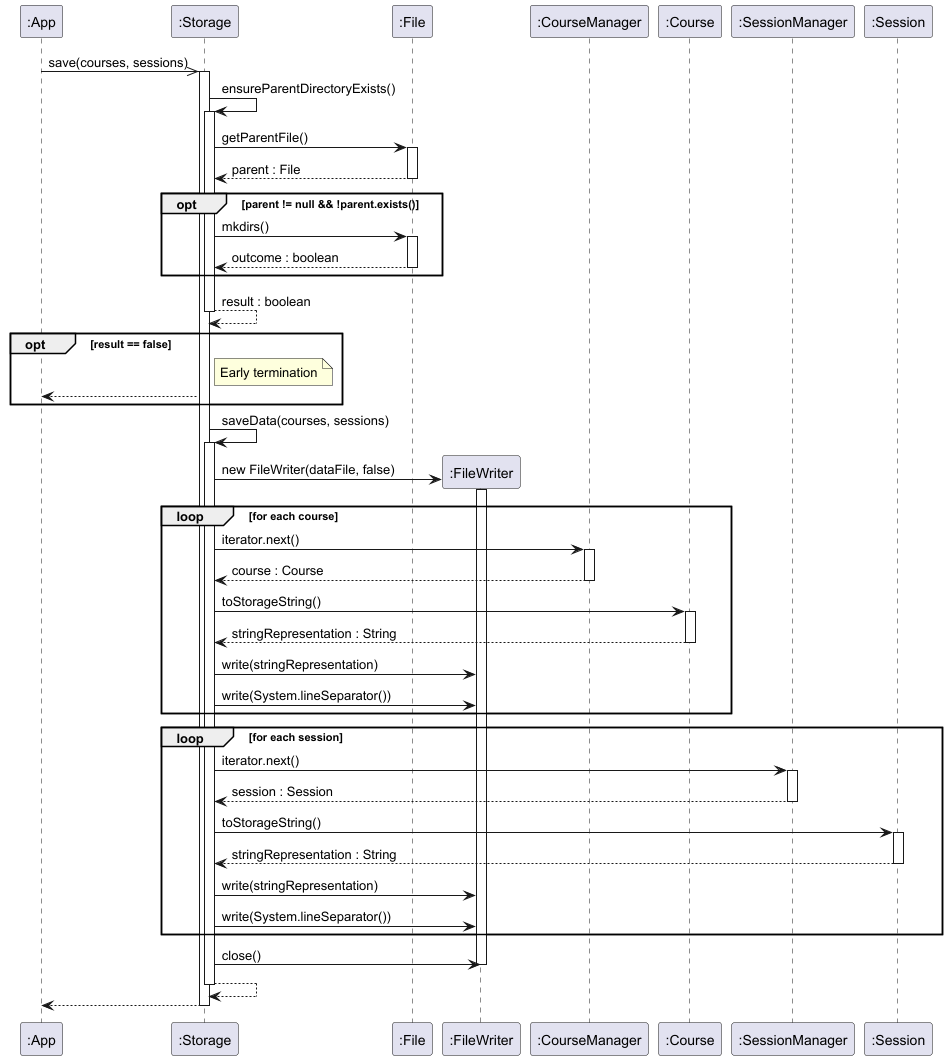 :App
:Storage
:File
:CourseManager
:Course
:SessionManager
:Session
save(courses, sessions)
ensureParentDirectoryExists()
getParentFile()
parent : File
opt
[parent != null && !parent.exists()]
mkdirs()
outcome : boolean
result : boolean
opt
[result == false]
Early termination
saveData(courses, sessions)
new FileWriter(dataFile, false)
:FileWriter
loop
[for each course]
iterator.next()
course : Course
toStorageString()
stringRepresentation : String
write(stringRepresentation)
write(System.lineSeparator())
loop
[for each session]
iterator.next()
session : Session
toStorageString()
stringRepresentation : String
write(stringRepresentation)
write(System.lineSeparator())
close()
:App
:Storage
:File
:FileWriter
:CourseManager
:Course
:SessionManager
:Session